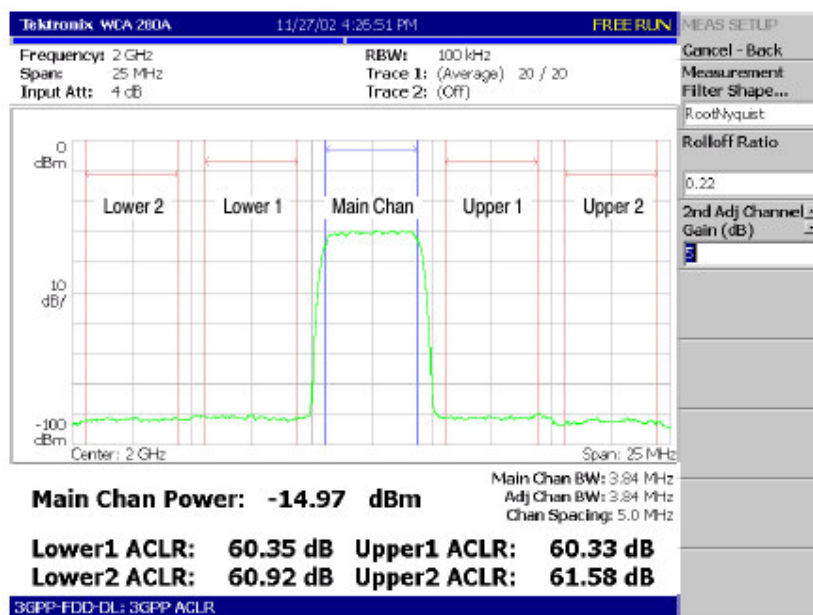 Tektronix WCA 280A 11/27/02 4:26:51 PM FREE RUN
Frequency: 2 GHz RBW: 100 kHz
Span: 25 MHz Trace 1: (Average) 20 / 20
Input Att: 4 dB Trace 2: (Off)
0
dBm
Lower 2 Lower 1 Main Chan Upper 1 Upper 2
10
dB/
-100
dBm
Center: 2 GHz Span: 25 MHz
Main Chan BW: 3.84 MHz
Main Chan Power: -14.97 dBm Adj Chan BW: 3.84 MHz
Chan Spacing: 5.0 MHz
Lower1 ACLR: 60.35 dB Upper1 ACLR: 60.33 dB
Lower2 ACLR: 60.92 dB Upper2 ACLR: 61.58 dB
3GPP-FDD-DL: 3GPP ACLR
MEAS SETUP
Cancel - Back
Measurement
Filter Shape...
RootNyquist
Rolloff Ratio
0.22
2nd Adj Channel
Gain (dB)
5